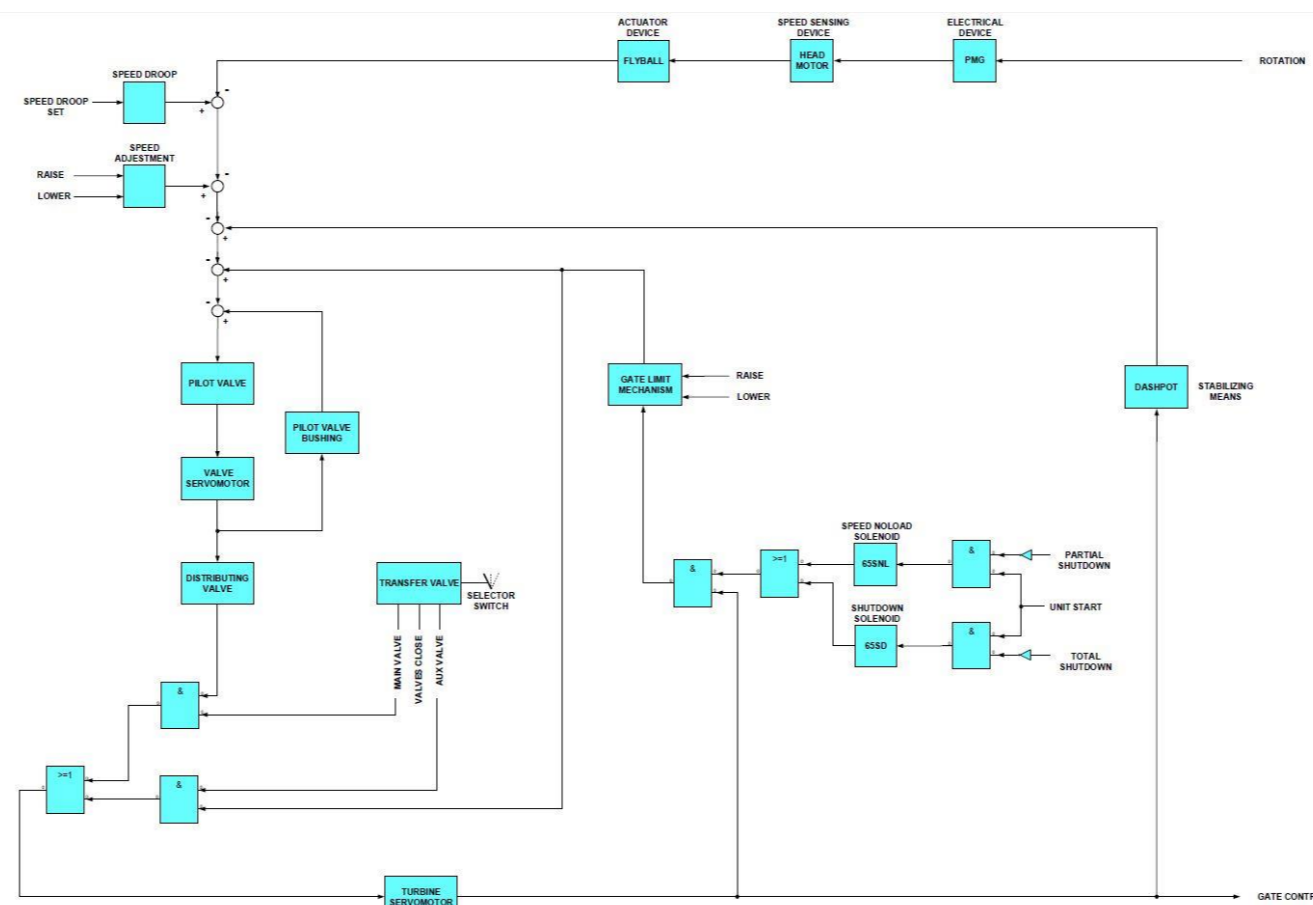 ACTUATOR
DEVICE
SPEED SENSING
DEVICE
ELECTRICAL
DEVICE
FLYBALL
HEAD
MOTOR
PMG
ROTATION
SPEED DROOP
SPEED DROOP
SET
-
+
SPEED
ADJESTMENT
RAISE
LOWER
-
+
-
+
-
+
-
+
PILOT VALVE
PILOT VALVE
BUSHING
VALVE
SERVOMOTOR
DISTRIBUTING
VALVE
TRANSFER VALVE
SELECTOR
SWITCH
MAIN VALVE
VALVES CLOSE
AUX VALVE
GATE LIMIT
MECHANISM
RAISE
LOWER
DASHPOT
STABILIZING
MEANS
SPEED NOLOAD
SOLENOID
65SNL
&
>=1
&
PARTIAL
SHUTDOWN
UNIT START
SHUTDOWN
SOLENOID
65SD
&
TOTAL
SHUTDOWN
&
>=1
&
TURBINE
SERVOMOTOR
GATE CONTR